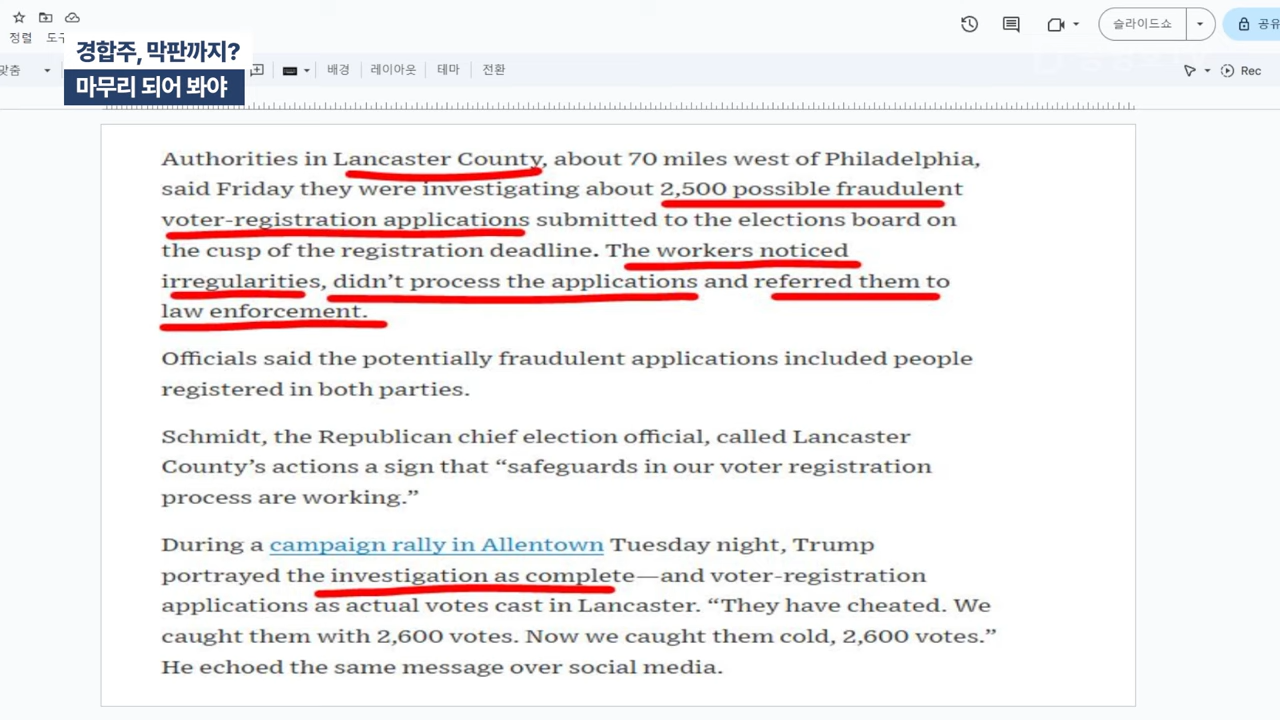 정렬
경합주, 막판까지?
마무리 되어 봐야
맞춤
배경
레이아웃
테마
전환
슬라이드쇼
공유
Rec
Authorities in Lancaster County, about 70 miles west of Philadelphia,
said Friday they were investigating about 2,500 possible fraudulent
voter-registration applications submitted to the elections board on
the cusp of the registration deadline. The workers noticed
irregularities, didn’t process the applications and referred them to
law enforcement.
Officials said the potentially fraudulent applications included people
registered in both parties.
Schmidt, the Republican chief election official, called Lancaster
County’s actions a sign that “safeguards in our voter registration
process are working.”
During a campaign rally in Allentown Tuesday night, Trump
portrayed the investigation as complete—and voter-registration
applications as actual votes cast in Lancaster. “They have cheated. We
caught them with 2,600 votes. Now we caught them cold, 2,600 votes.”
He echoed the same message over social media.